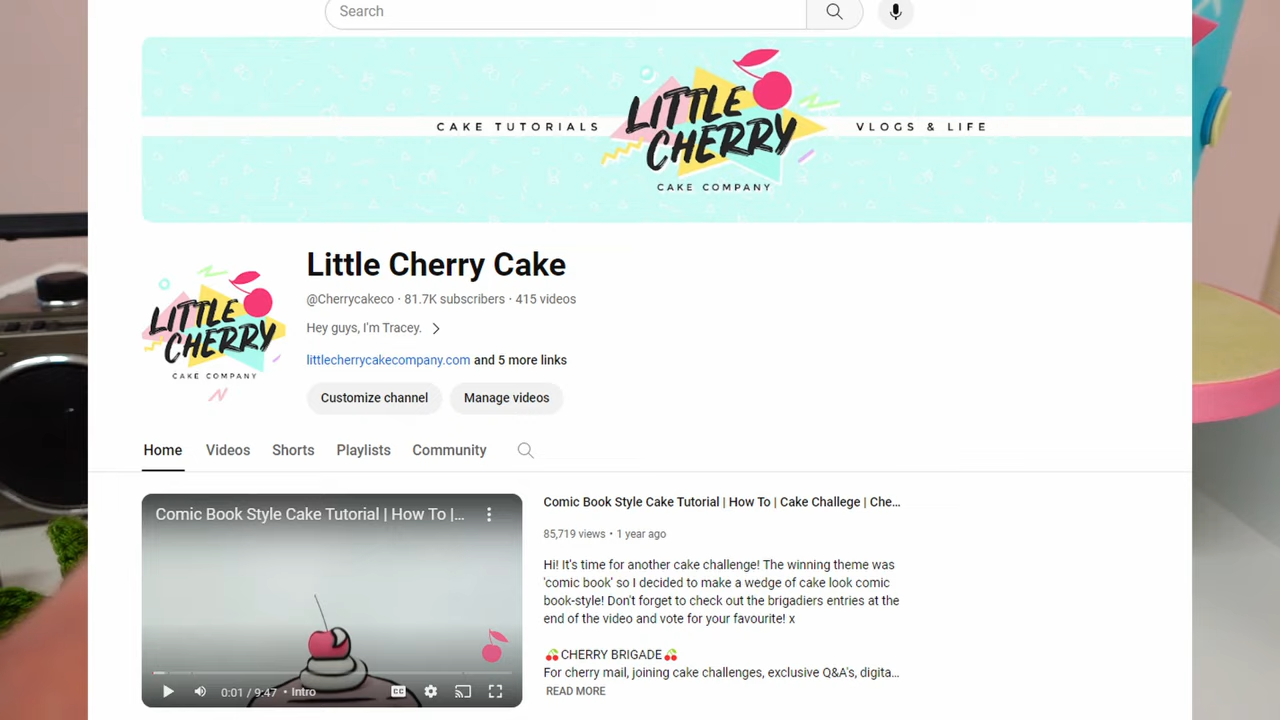 Search
CAKE TUTORIALS
LITTLE
CHERRY
CAKE COMPANY
VLOGS & LIFE
LITTLE
CHERRY
CAKE COMPANY
Little Cherry Cake
@Cherrycakeco · 81.7K subscribers · 415 videos
Hey guys, I'm Tracey.
littlecherrycakecompany.com and 5 more links
Customize channel
Manage videos
Home
Videos
Shorts
Playlists
Community
Comic Book Style Cake Tutorial | How To |...
0:01 / 9:47 • Intro
CC
Comic Book Style Cake Tutorial | How To | Cake Challege | Che...
85,719 views • 1 year ago
Hi! It's time for another cake challenge! The winning theme was
'comic book' so I decided to make a wedge of cake look comic
book-style! Don't forget to check out the brigadiers entries at the
end of the video and vote for your favourite! x
🍒CHERRY BRIGADE🍒
For cherry mail, joining cake challenges, exclusive Q&A's, digita...
READ MORE